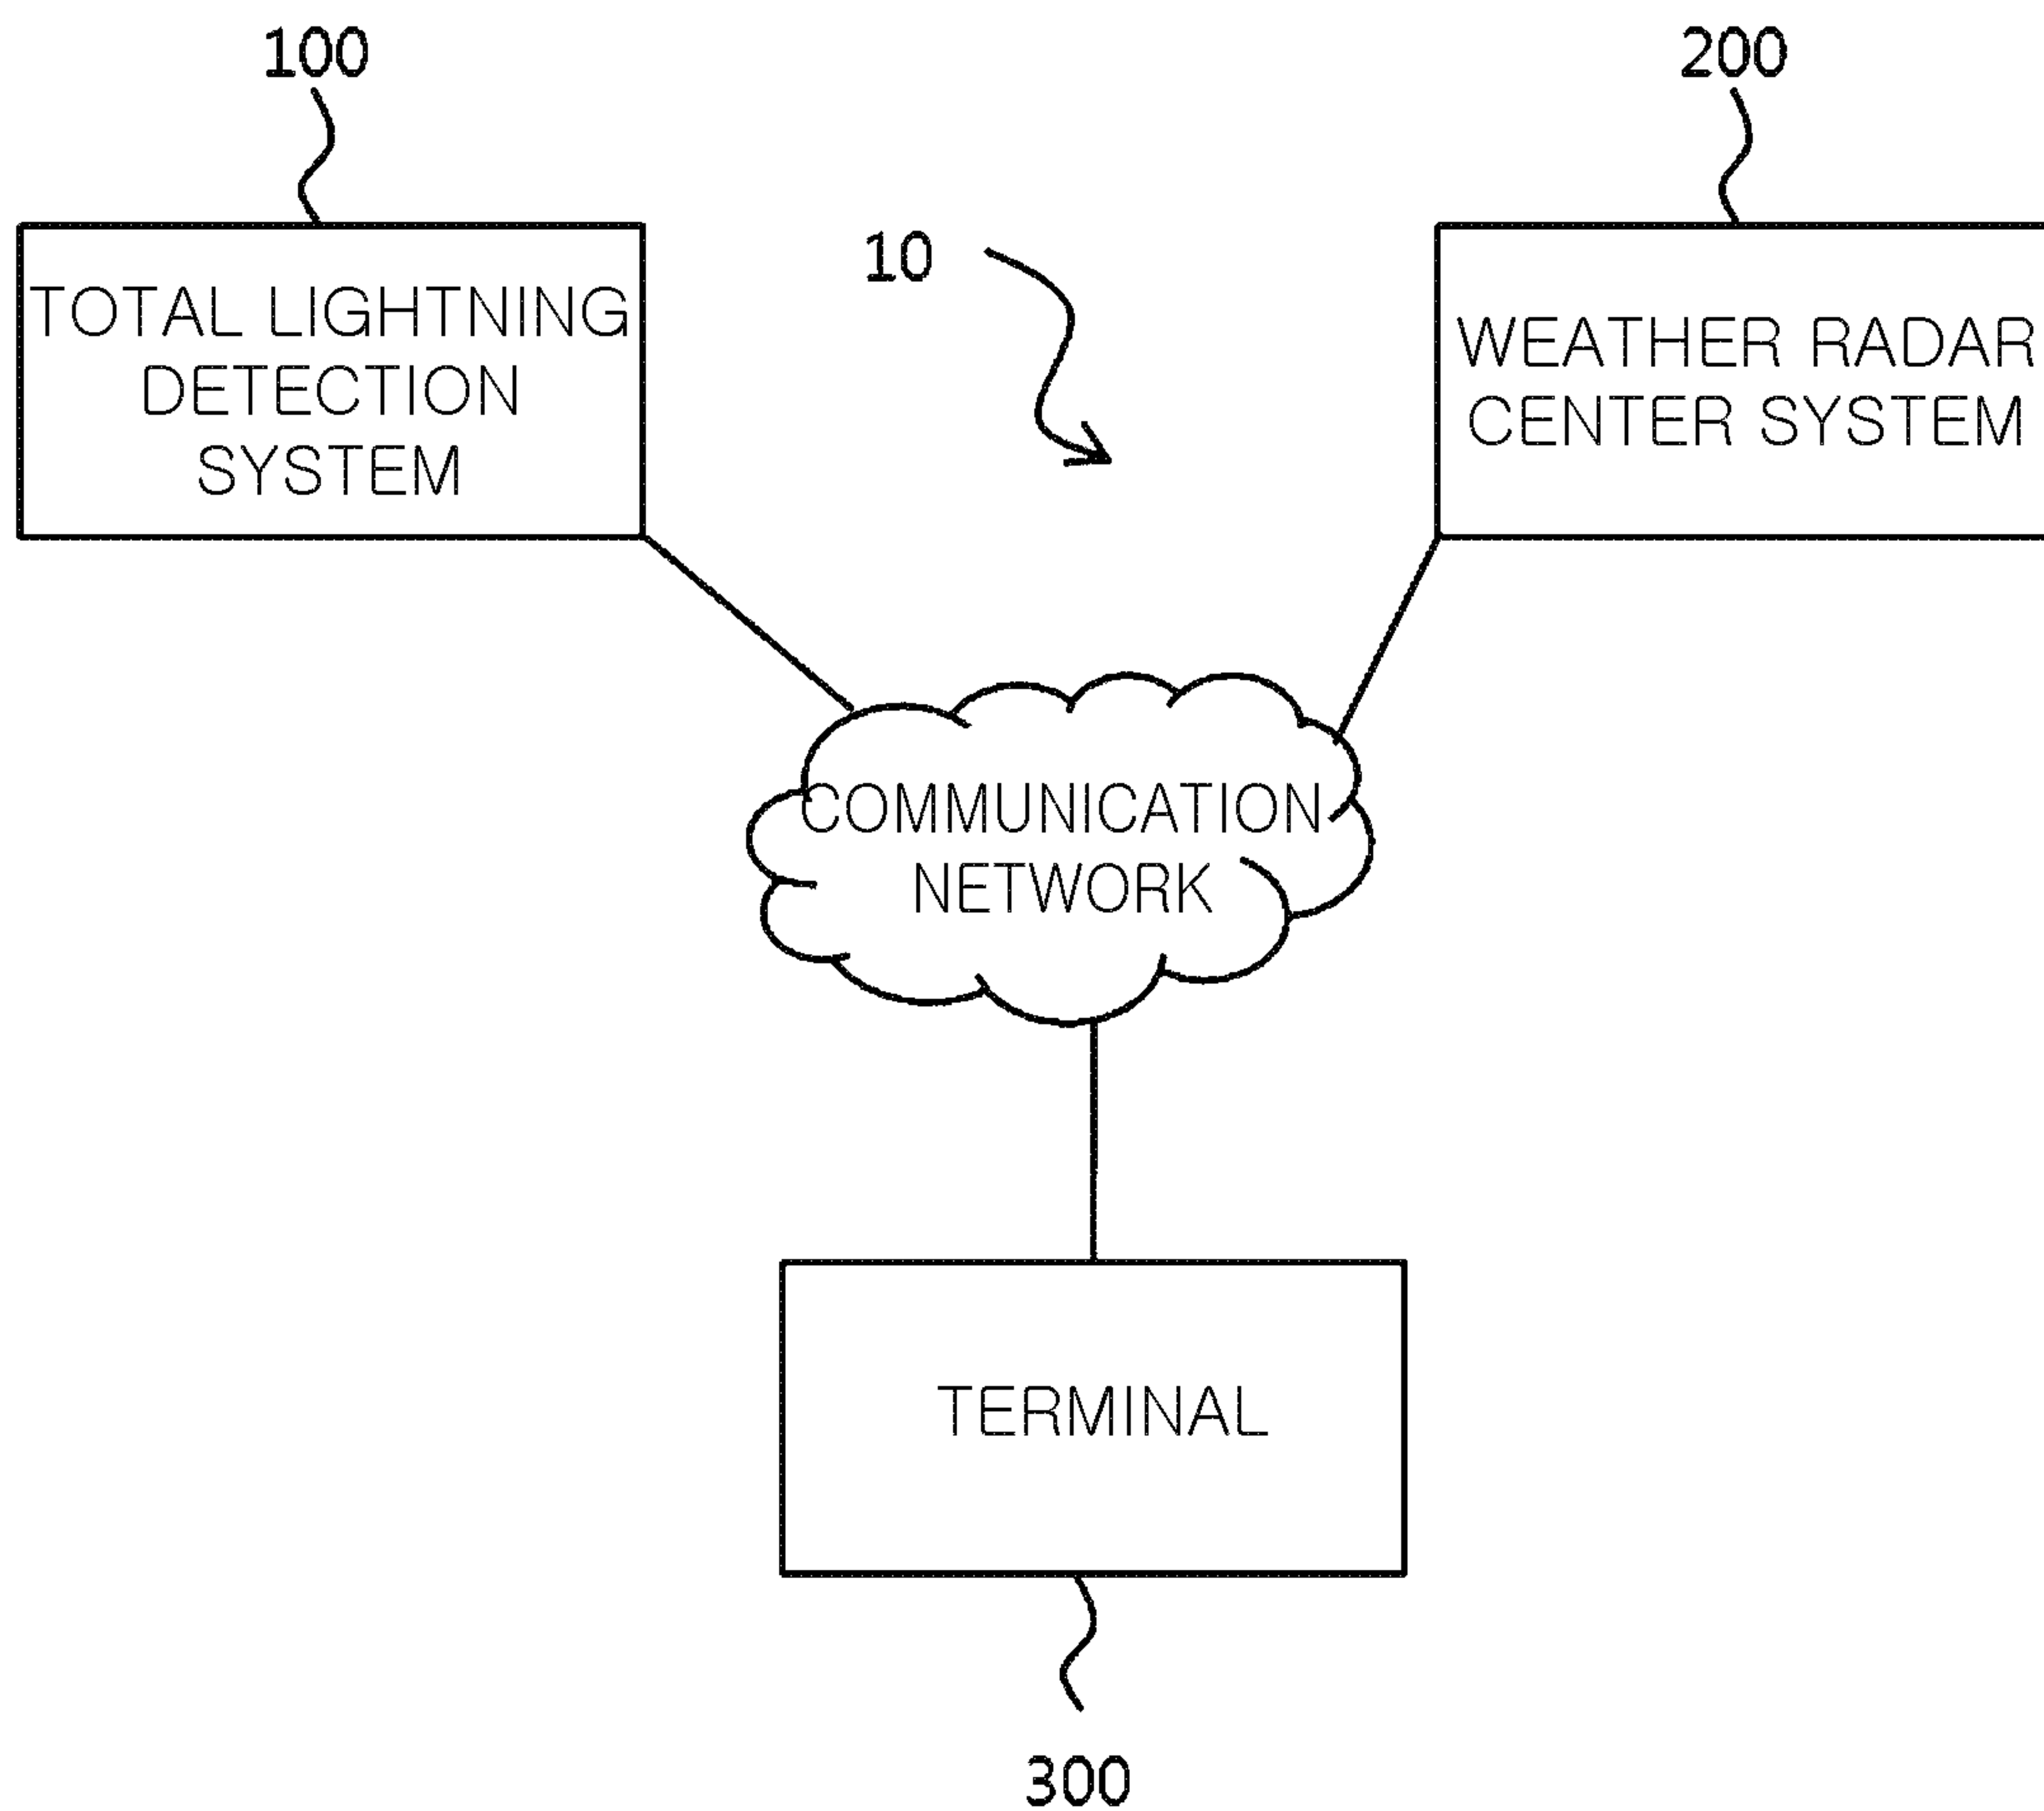 100
200
10
TOTAL LIGHTNING
DETECTION
SYSTEM
WEATHER RADAR
CENTER SYSTEM
COMMUNICATION
NETWORK
TERMINAL
300